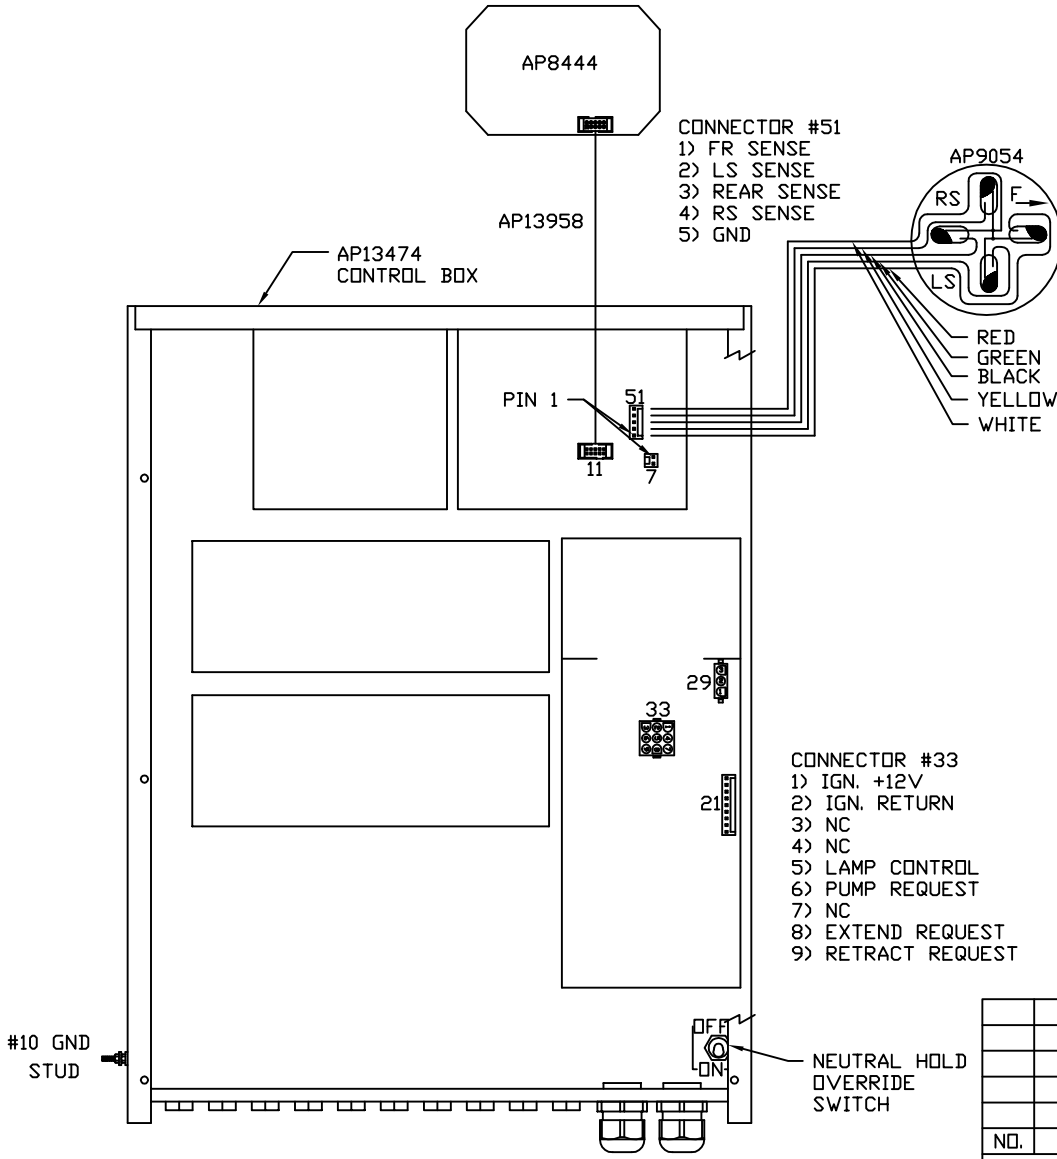 AP8444
CONNECTOR #51
1) FR SENSE
2) LS SENSE
3) REAR SENSE
4) RS SENSE
5) GND
AP9054
RS
F
LS
AP13958
AP13474
CONTROL BOX
RED
GREEN
BLACK
YELLOW
WHITE
PIN 1
51
11
7
29
33
21
CONNECTOR #33
1) IGN. +12V
2) IGN. RETURN
3) NC
4) NC
5) LAMP CONTROL
6) PUMP REQUEST
7) NC
8) EXTEND REQUEST
9) RETRACT REQUEST
#10 GND
STUD
OFF
ON
NEUTRAL HOLD
OVERRIDE
SWITCH
NO.